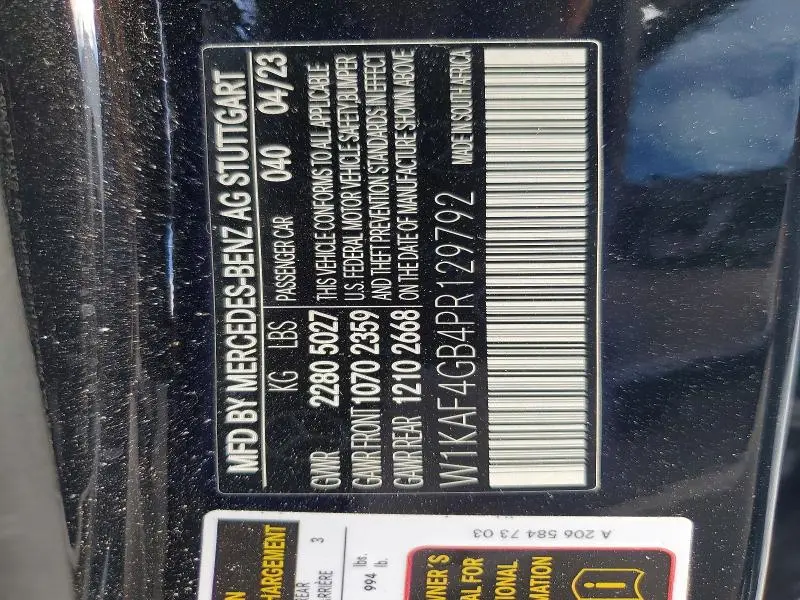 MFD BY MERCEDES-BENZ AG STUTTGART
KG LBS PASSENGER CAR 040 04/23
GVWR 2280 5027
GAWR FRONT 1070 2359
GAWR REAR 1210 2668
THIS VEHICLE CONFORMS TO ALL APPLICABLE
U.S. FEDERAL MOTOR VEHICLE SAFETY, BUMPER
AND THEFT PREVENTION STANDARDS IN EFFECT
ON THE DATE OF MANUFACTURE SHOWN ABOVE
W1KAF4GB4PR129792 MADE IN SOUTH AFRICA
HARGEMENT
3
lbs.
994 lb.
A 206 584 73 03